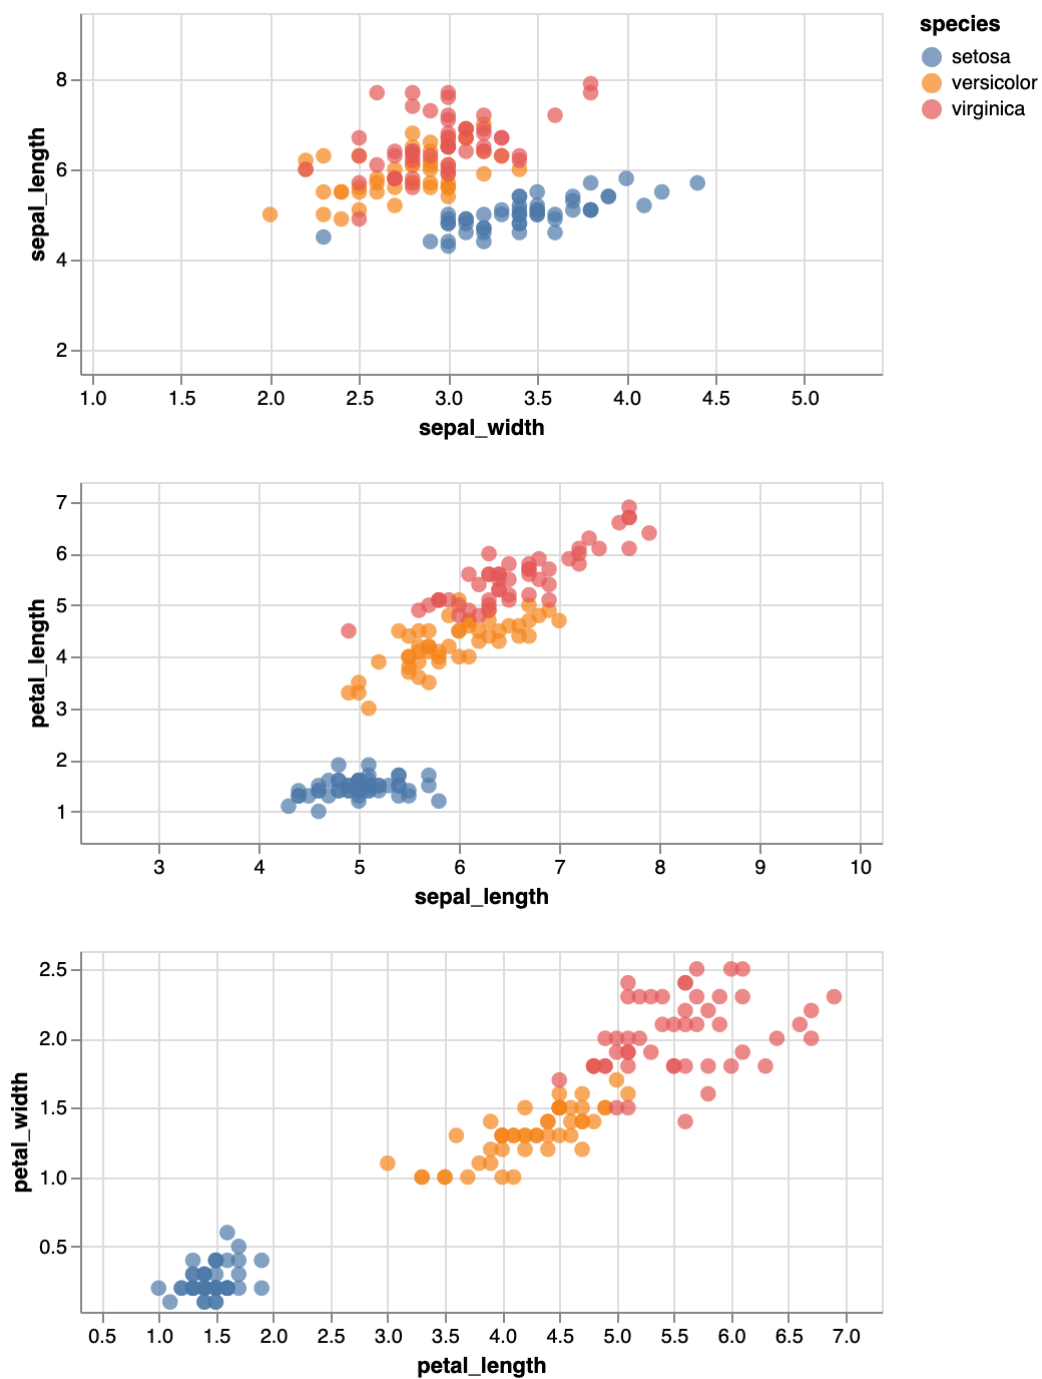 species
setosa
versicolor
virginica
sepal_length
8
6
4
2
1.0 1.5 2.0 2.5 3.0 3.5 4.0 4.5 5.0
sepal_width
petal_length
7
6
5
4
3
2
1
3 4 5 6 7 8 9 10
sepal_length
petal_width
2.5
2.0
1.5
1.0
0.5
0.5 1.0 1.5 2.0 2.5 3.0 3.5 4.0 4.5 5.0 5.5 6.0 6.5 7.0
petal_length